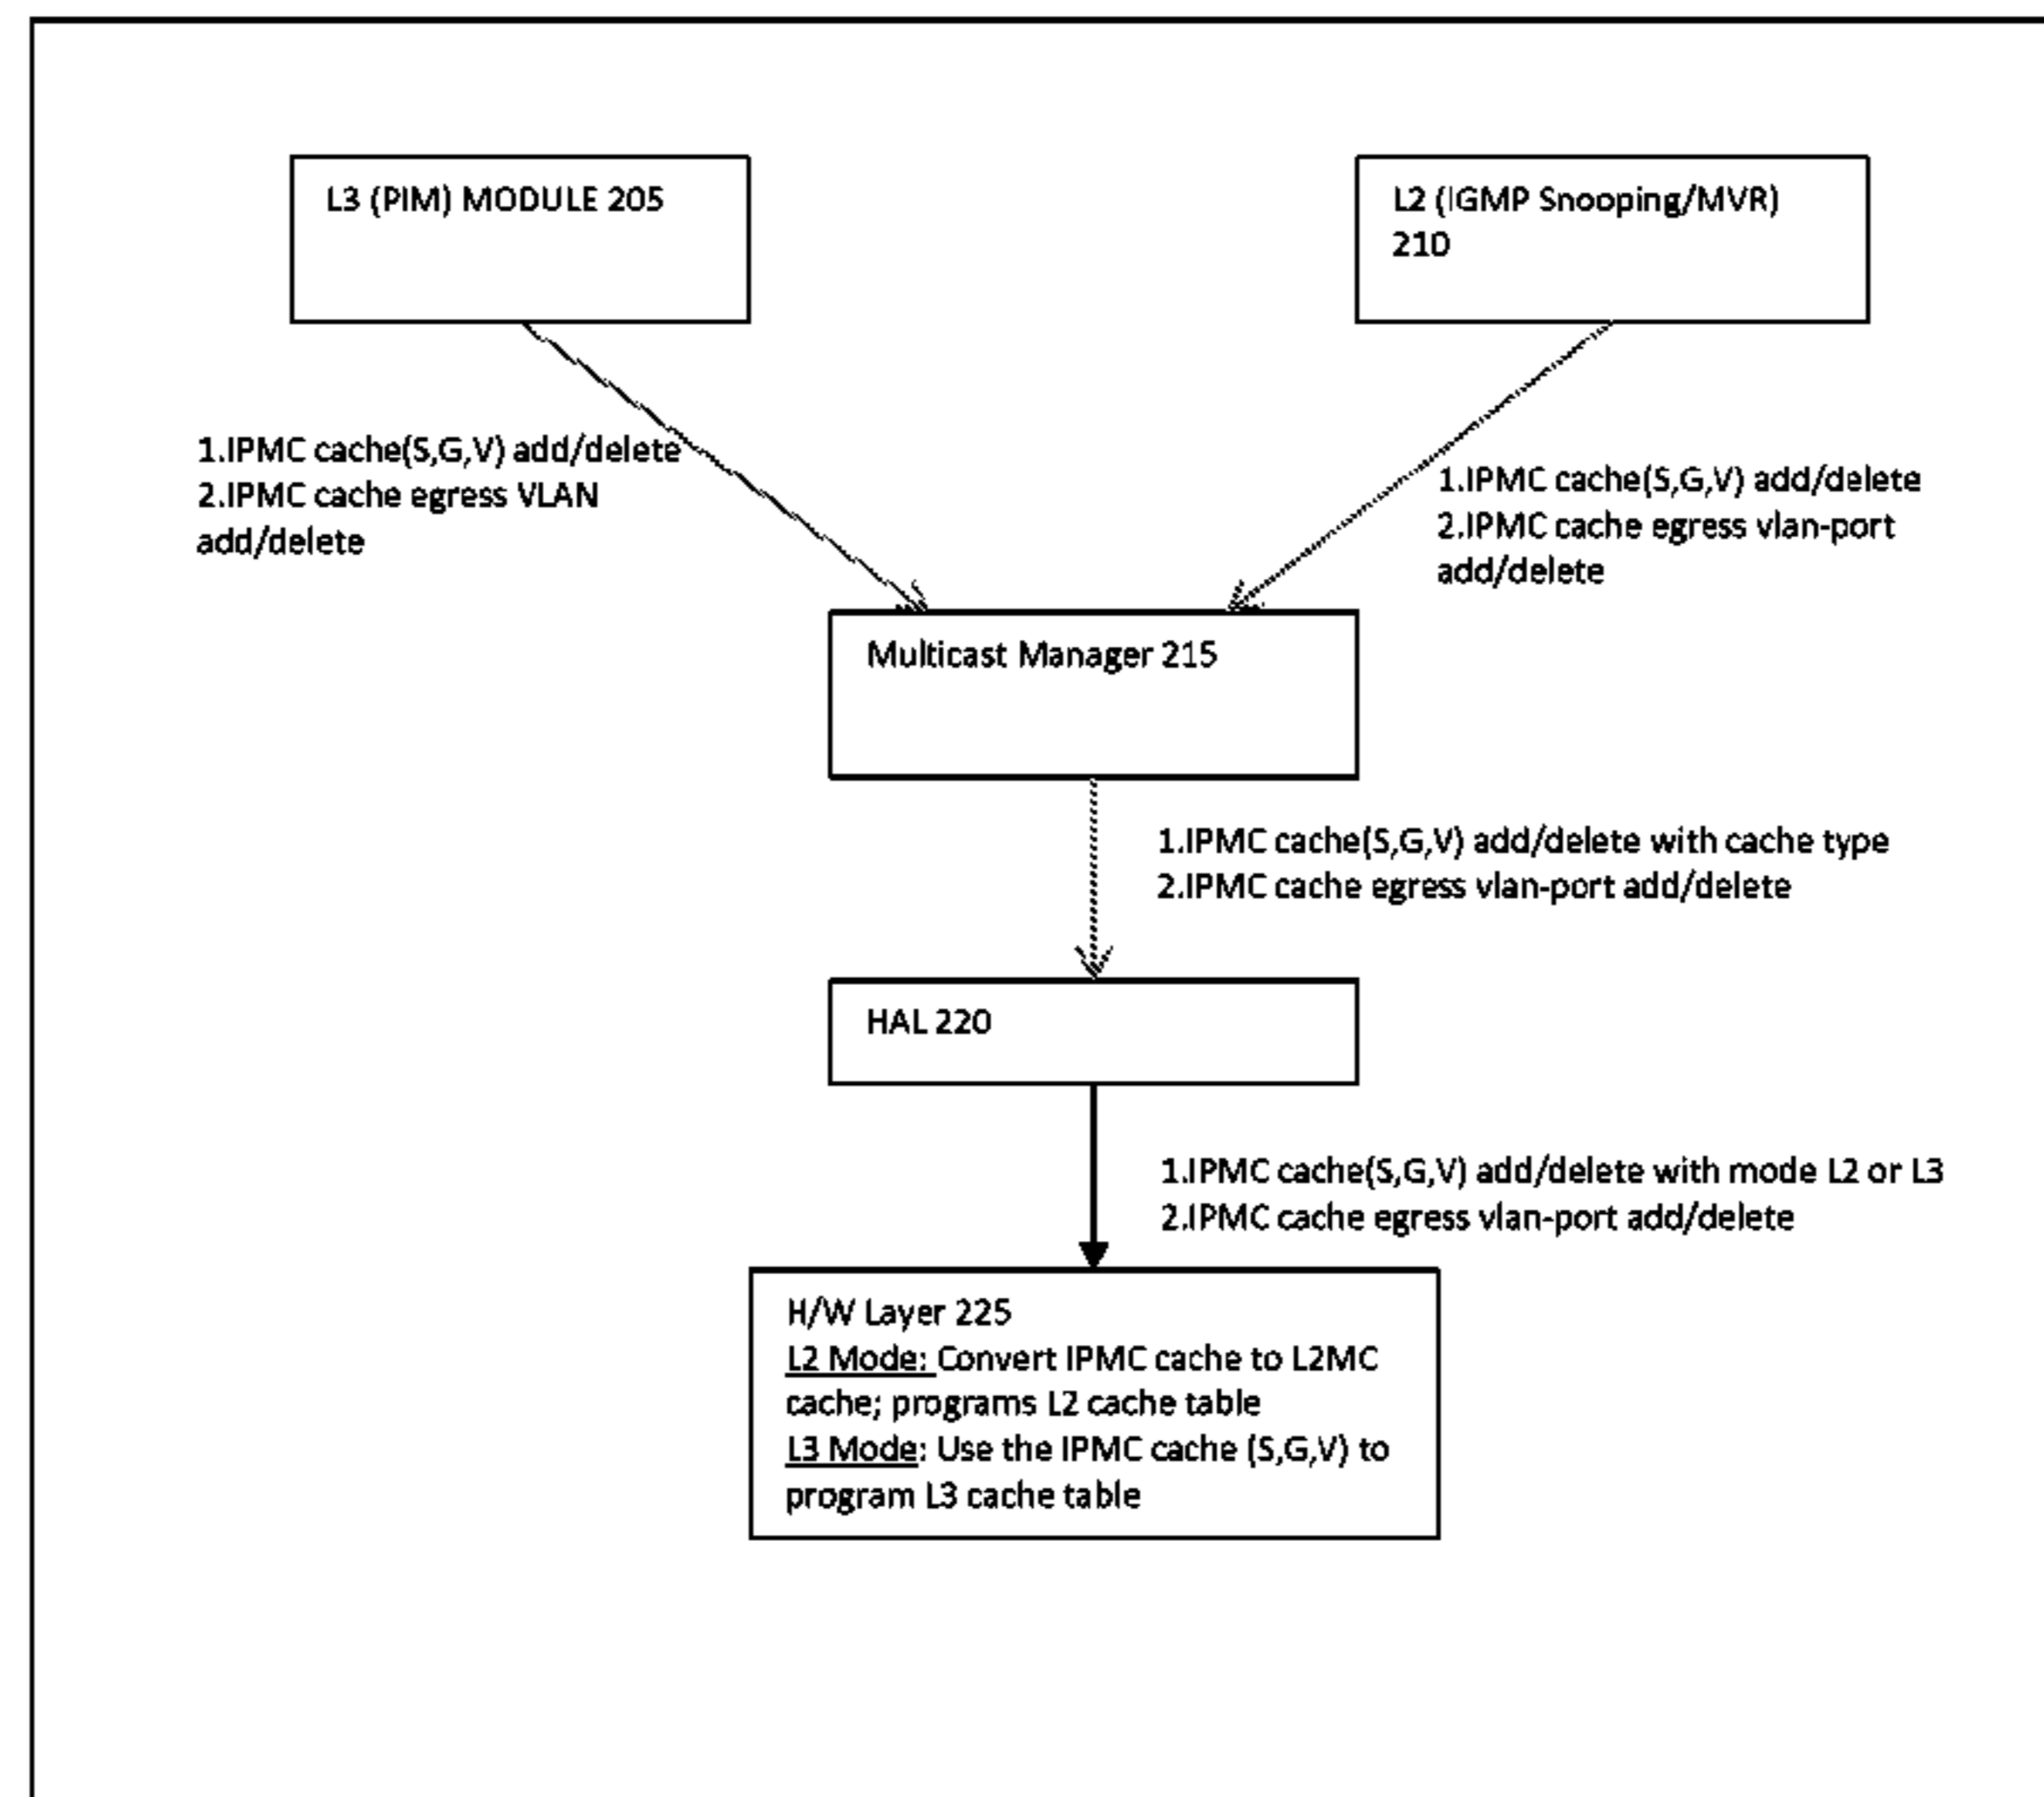 L3 (PIM) MODULE 205
L2 (IGMP Snooping/MVR)
210
1.IPMC cache(S,G,V) add/delete
2.IPMC cache egress VLAN
add/delete
1.IPMC cache(S,G,V) add/delete
2.IPMC cache egress vlan-port
add/delete
Multicast Manager 215
1.IPMC cache(S,G,V) add/delete with cache type
2.IPMC cache egress vlan-port add/delete
HAL 220
1.IPMC cache(S,G,V) add/delete with mode L2 or L3
2.IPMC cache egress vlan-port add/delete
H/W Layer 225
L2 Mode: Convert IPMC cache to L2MC
cache; programs L2 cache table
L3 Mode: Use the IPMC cache (S,G,V) to
program L3 cache table